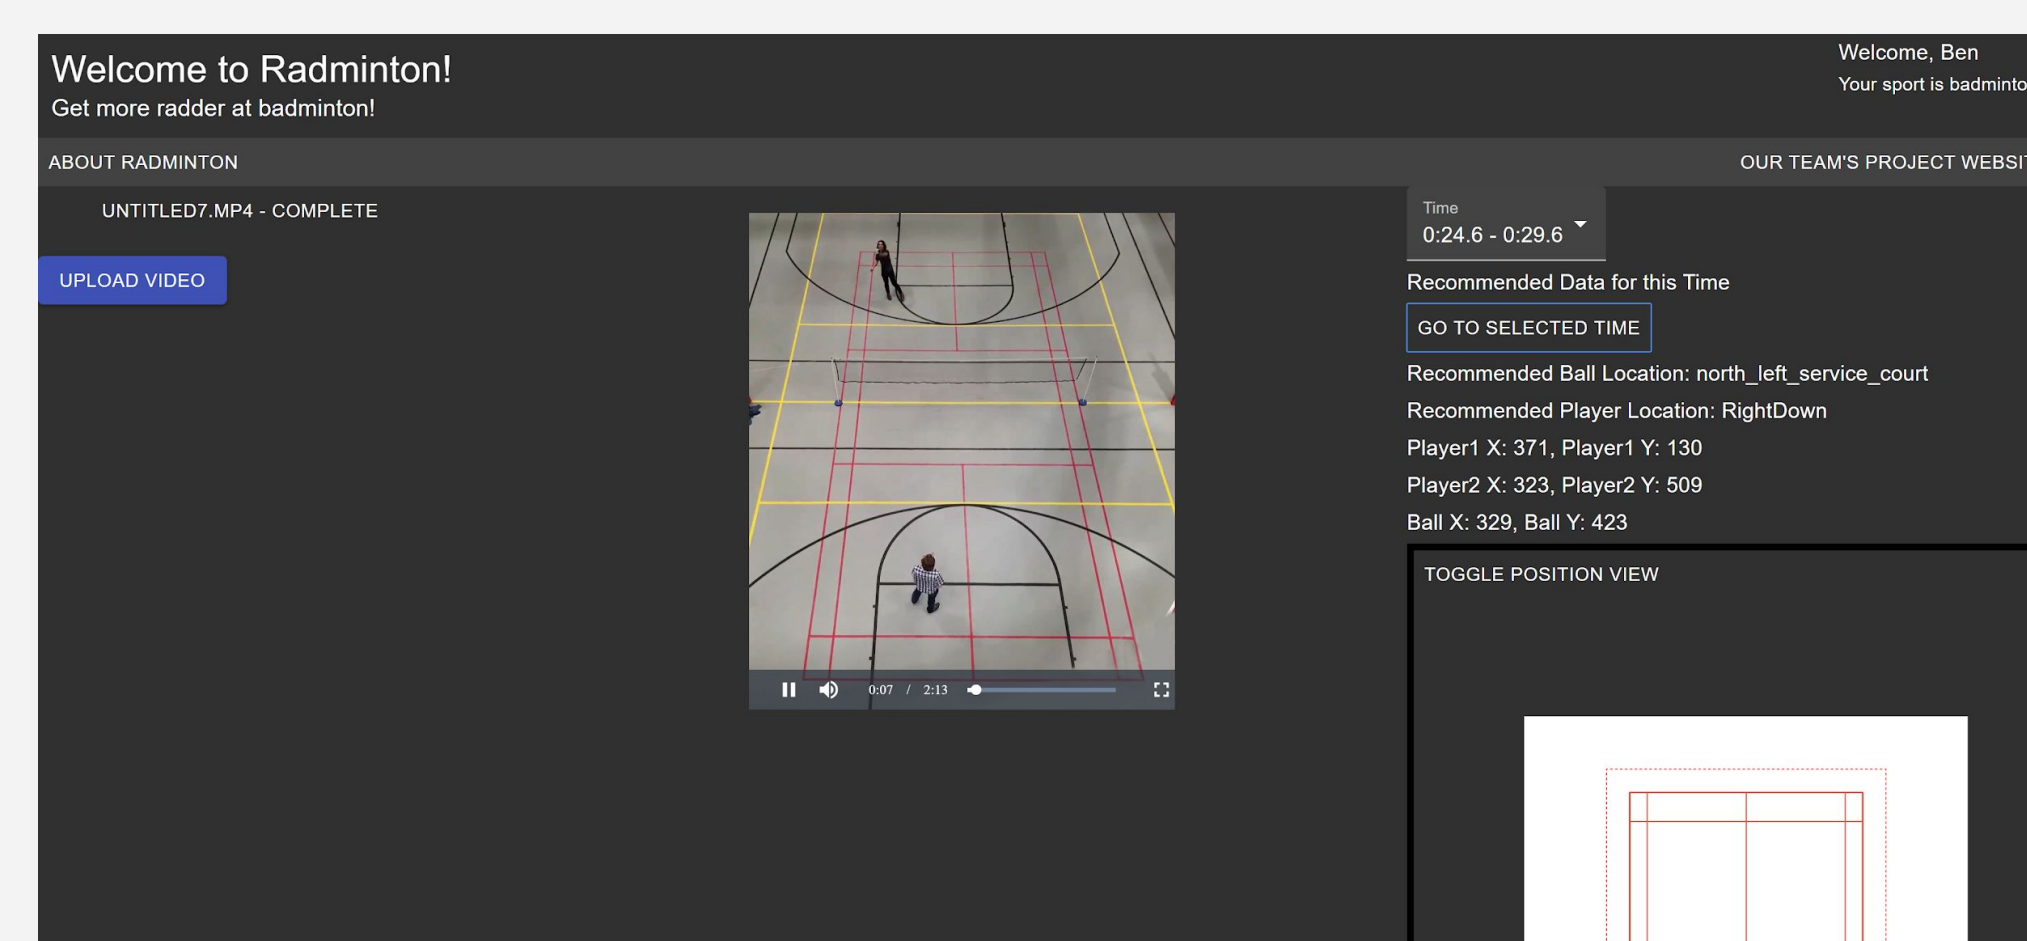 Welcome to Radminton!
Get more radder at badminton!
Welcome, Ben
Your sport is badminto
ABOUT RADMINTON
OUR TEAM'S PROJECT WEBSIT
UNTITLED7.MP4 - COMPLETE
UPLOAD VIDEO
0:07 / 2:13
Time
0:24.6 - 0:29.6
Recommended Data for this Time
GO TO SELECTED TIME
Recommended Ball Location: north_left_service_court
Recommended Player Location: RightDown
Player1 X: 371, Player1 Y: 130
Player2 X: 323, Player2 Y: 509
Ball X: 329, Ball Y: 423
TOGGLE POSITION VIEW